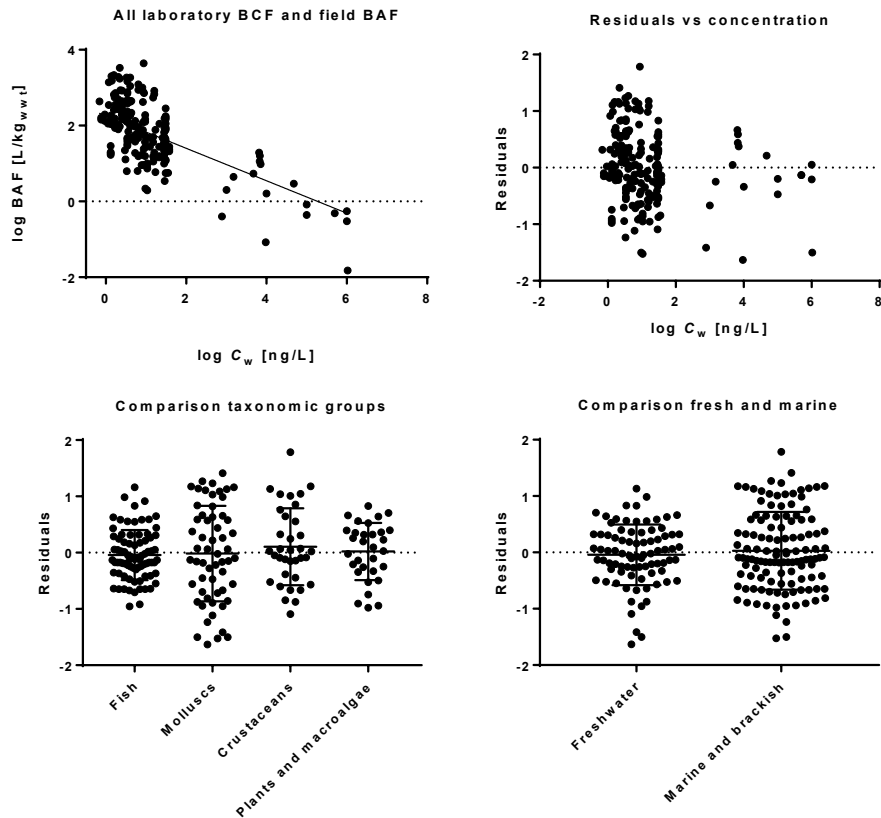 All laboratory BCF and field BAF
log BAF [L/kg wwt]
4
2
0
-2
0
2
4
6
8
log Cw [ng/L]
Residuals vs concentration
Residuals
2
1
0
-1
-2
-2
0
2
4
6
8
log Cw [ng/L]
Comparison taxonomic groups
Residuals
2
1
0
-1
-2
Fish
Molluscs
Crustaceans
Plants and macroalgae
Comparison fresh and marine
Residuals
2
1
0
-1
-2
Freshwater
Marine and brackish